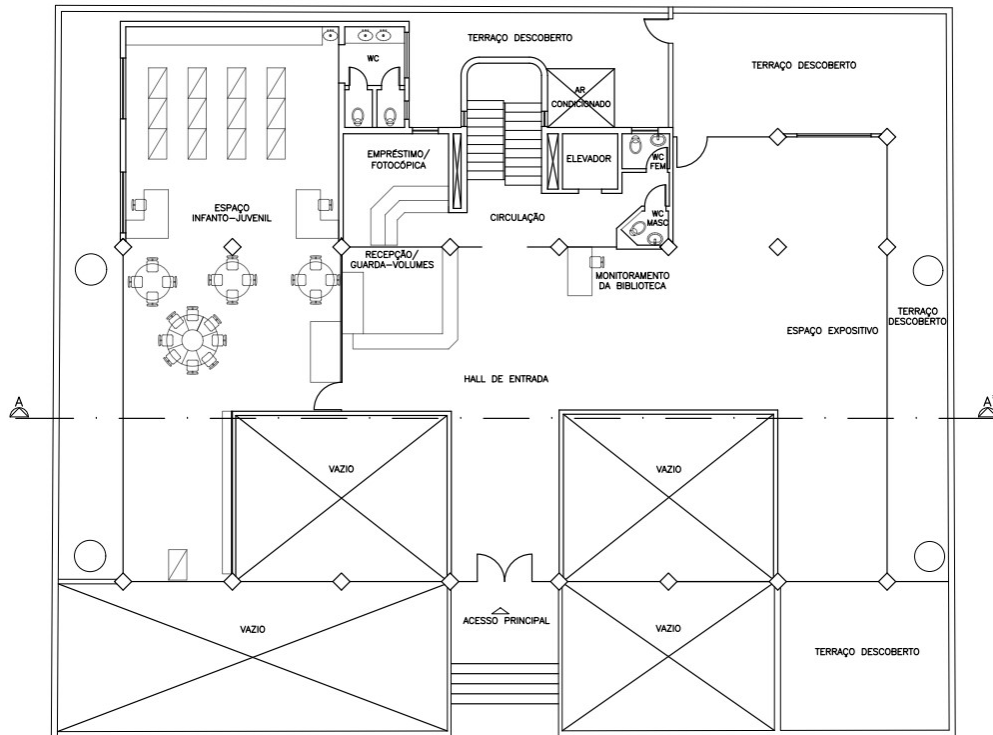 TERRAÇO DESCOBERTO
WC
TERRAÇO DESCOBERTO
AR
CONDICIONADO
EMPRÉSTIMO/
FOTOCÓPICA
ELEVADOR
WC
FEM.
ESPAÇO
INFANTO-JUVENIL
CIRCULAÇÃO
WC
MASC
RECEPÇÃO/
GUARDA-VOLUMES
MONITORAMENTO
DA BIBLIOTECA
TERRAÇO
DESCOBERTO
ESPAÇO EXPOSITIVO
HALL DE ENTRADA
A
A'
VAZIO
VAZIO
ACESSO PRINCIPAL
VAZIO
VAZIO
TERRAÇO DESCOBERTO